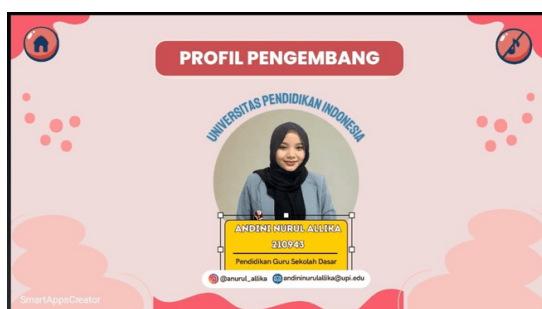 PROFIL PENGEMBANG
UNIVERSITAS PENDIDIKAN INDONESIA
ANDINI NURUL ALLIKA
210943
Pendidikan Guru Sekolah Dasar
@anurul_allika andininurulallika@upi.edu
SmartAppsCreator